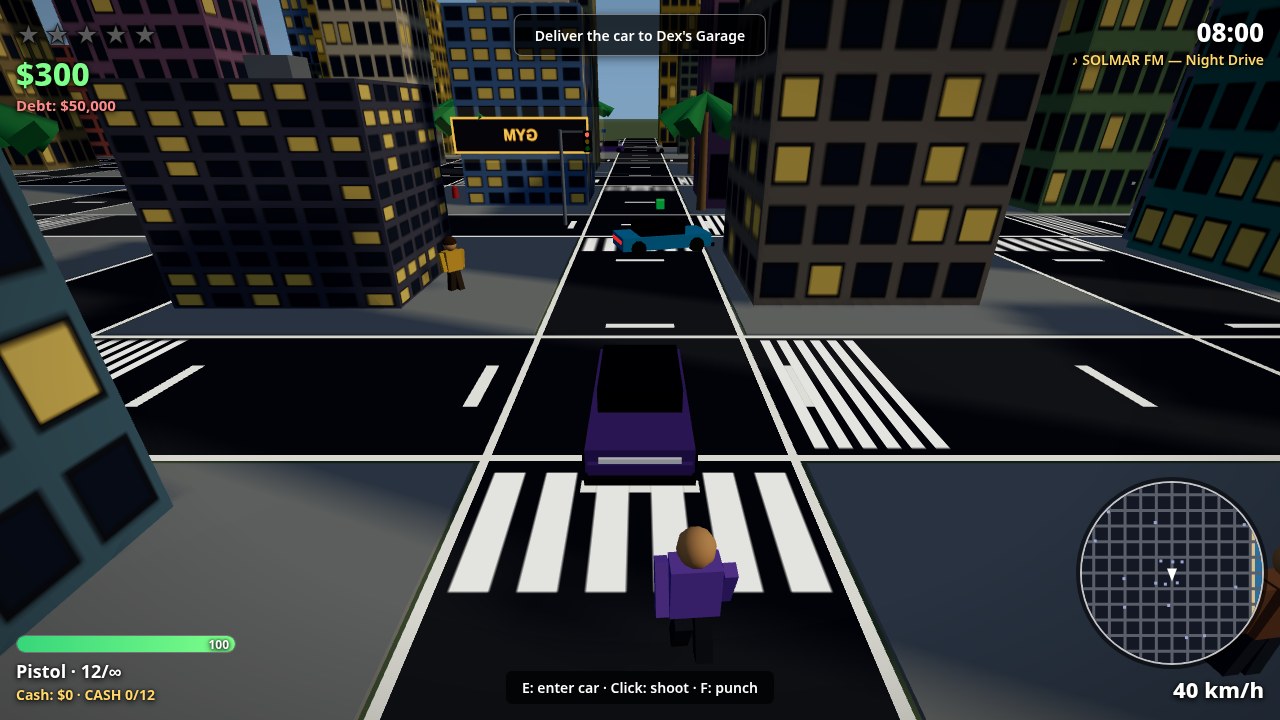 Deliver the car to Dex's Garage
08:00
♪ SOLMAR FM — Night Drive
$300
Debt: $50,000
GYM
100
Pistol · 12/∞
Cash: $0 · CASH 0/12
E: enter car · Click: shoot · F: punch
40 km/h